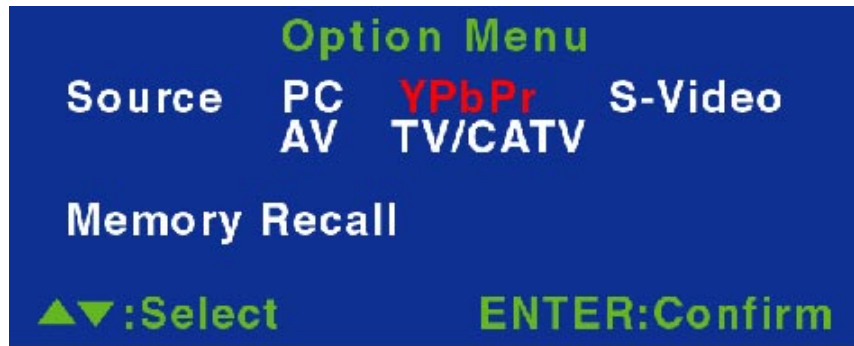 Option Menu
Source PC YPbPr S-Video
AV TV/CATV
Memory Recall
▲▼:Select ENTER:Confirm